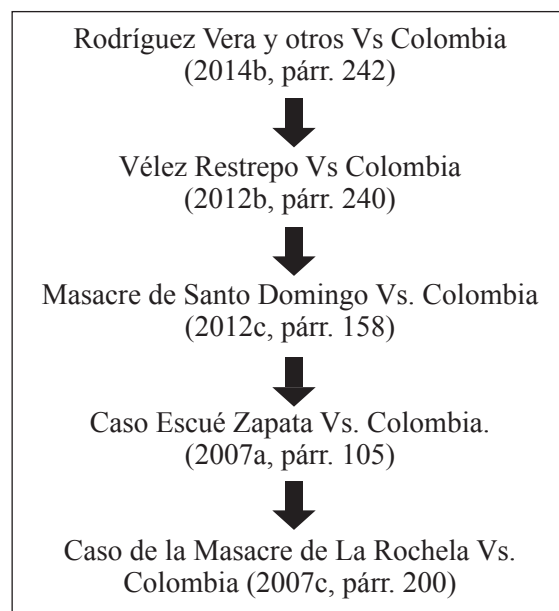 Rodríguez Vera y otros Vs Colombia
(2014b, párr. 242)
Vélez Restrepo Vs Colombia
(2012b, párr. 240)
Masacre de Santo Domingo Vs. Colombia
(2012c, párr. 158)
Caso Escué Zapata Vs. Colombia.
(2007a, párr. 105)
Caso de la Masacre de La Rochela Vs.
Colombia (2007c, párr. 200)